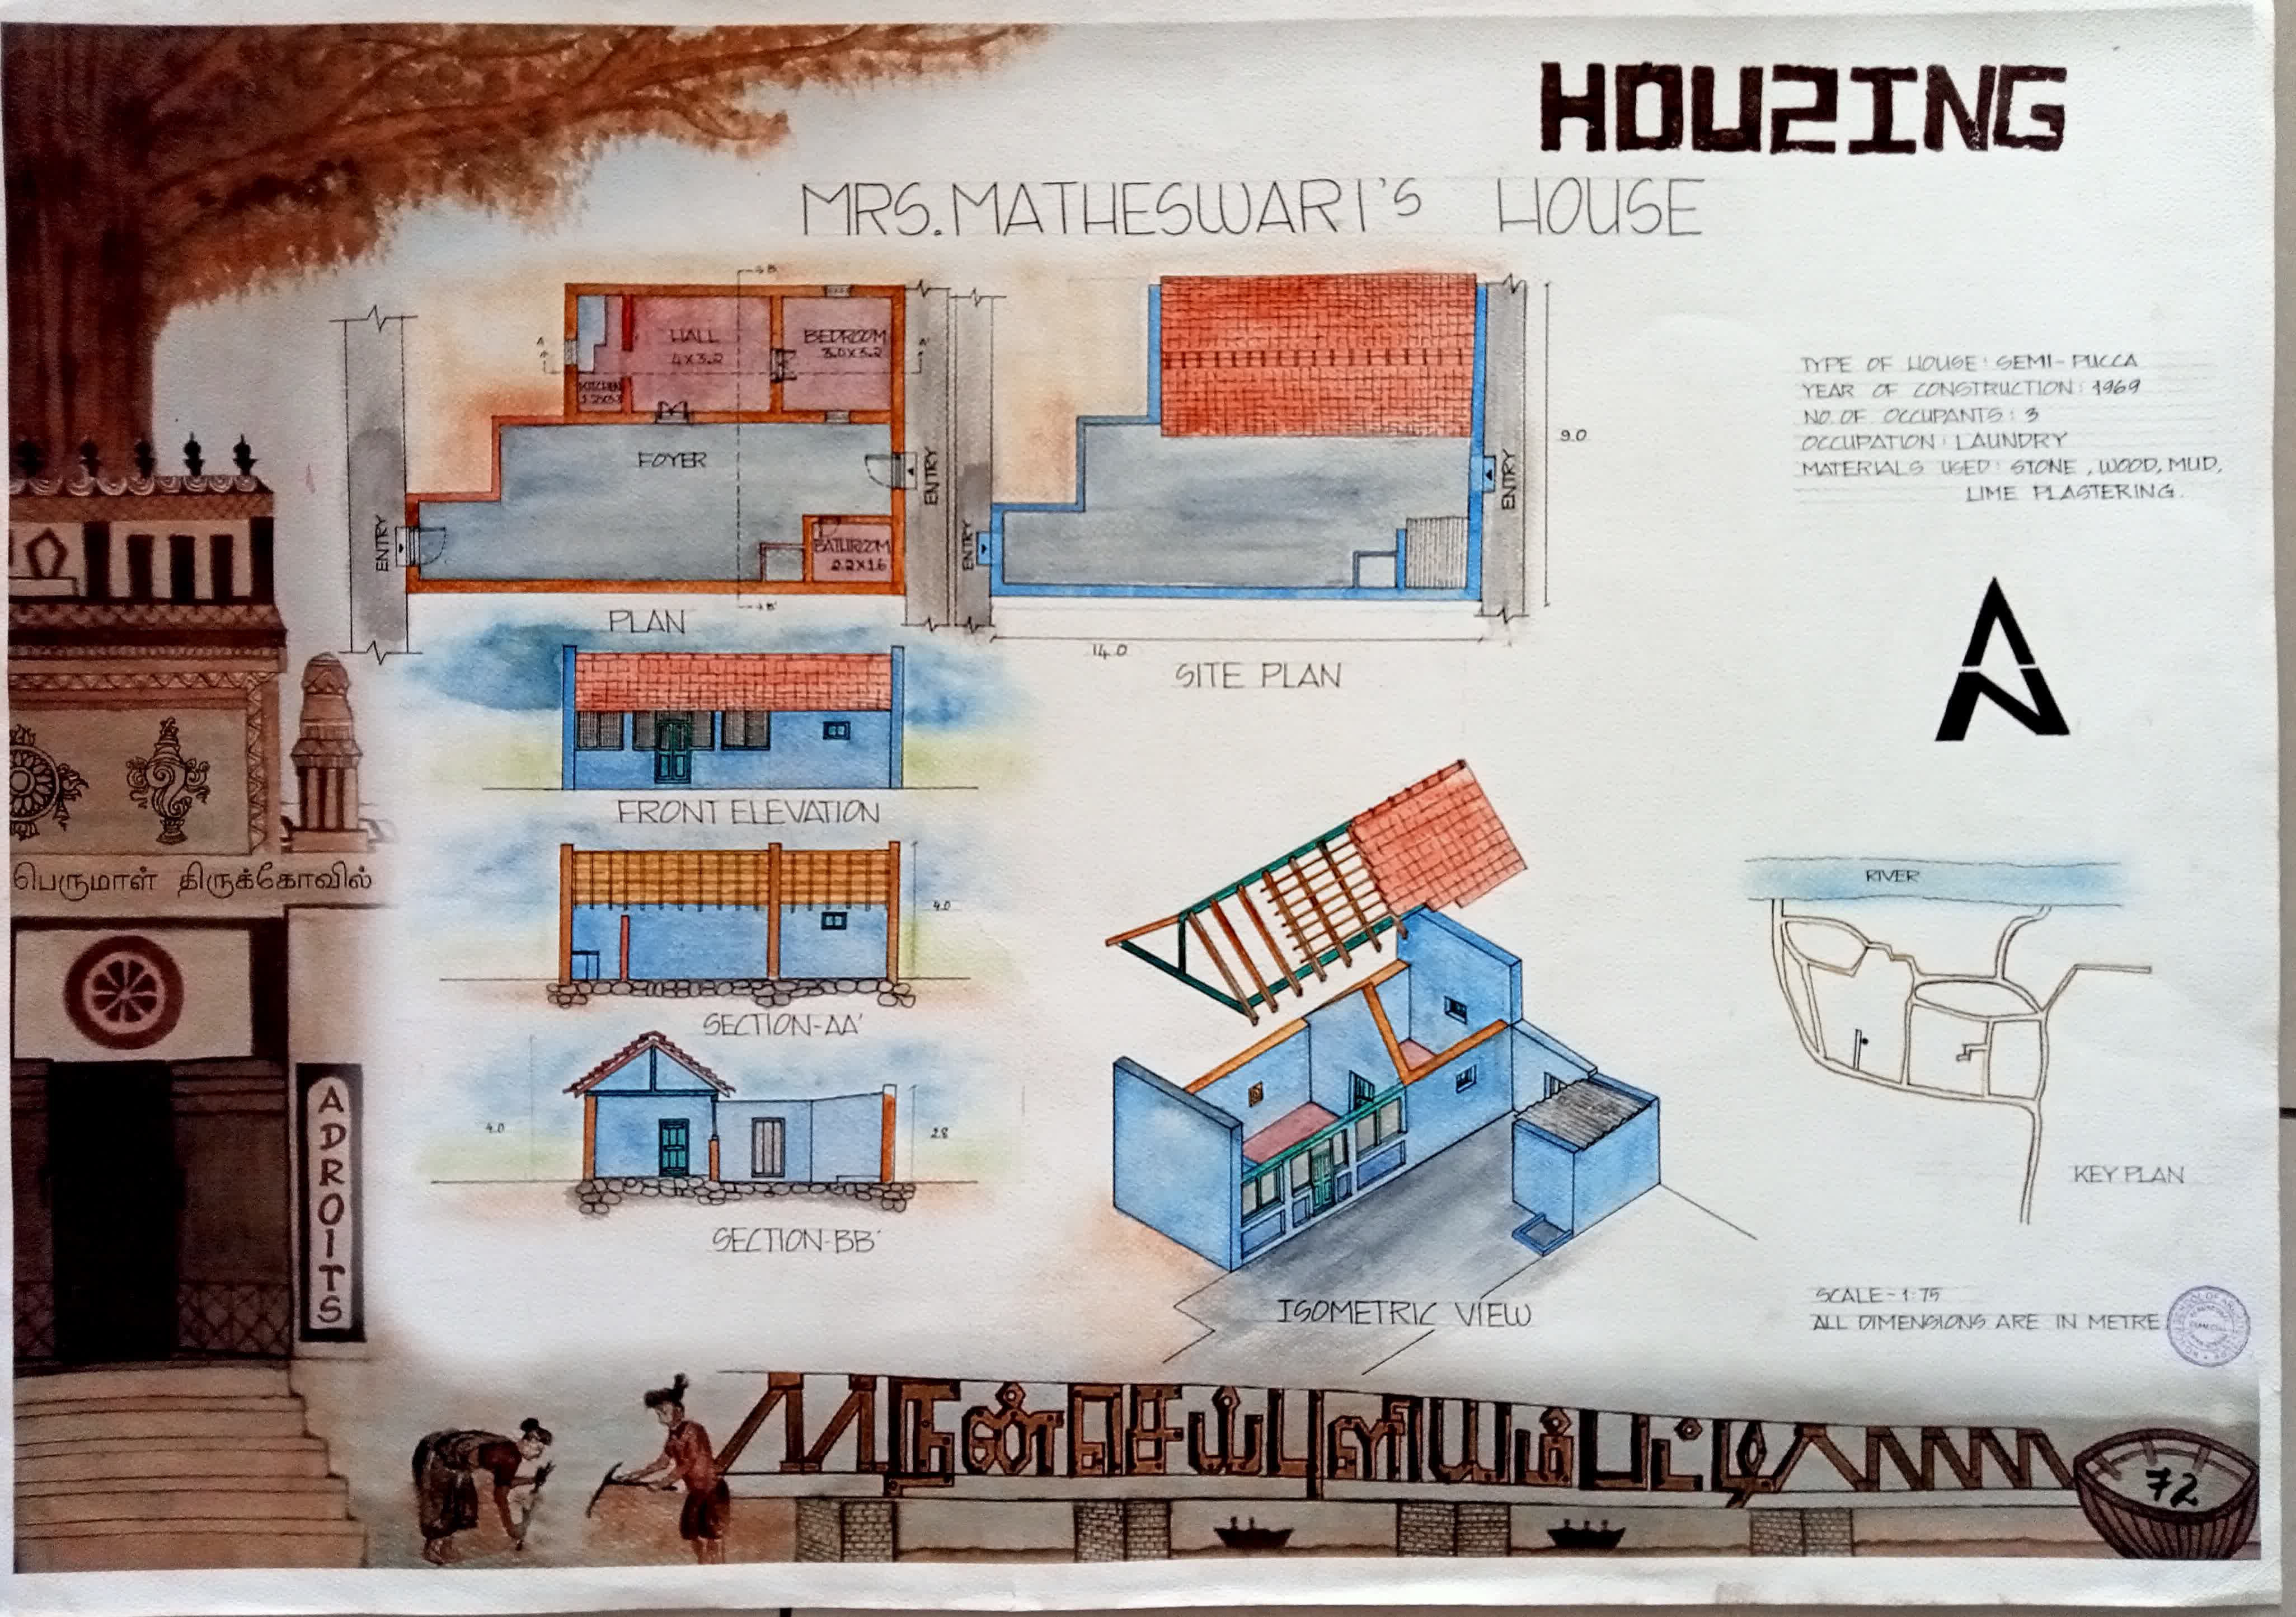 HOUZING
MRS.MATHESWARI'S HOUSE
B
HALL
4X3.2
BEDROOM
3.0X3.2
A
A'
KITCHEN
FOYER
ENTRY
ENTRY
BATHROOM
2.2X1.6
B'
PLAN
ENTRY
ENTRY
9.0
14.0
SITE PLAN
TYPE OF HOUSE: SEMI-PUCCA
YEAR OF CONSTRUCTION: 1969
NO.OF OCCUPANTS: 3
OCCUPATION: LAUNDRY
MATERIALS USED: STONE, WOOD, MUD,
LIME PLASTERING.
N
FRONT ELEVATION
4.0
SECTION-AA'
4.0
2.8
SECTION-BB'
ISOMETRIC VIEW
RIVER
KEY PLAN
SCALE-1:75
ALL DIMENSIONS ARE IN METRE
பெருமாள் திருக்கோவில்
ADROITS
நன்செய்புளியம்பட்டி
72